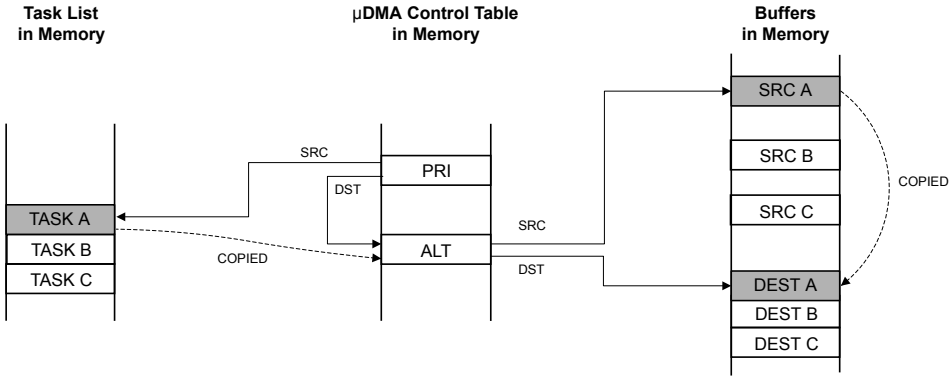 Task List
in Memory
µDMA Control Table
in Memory
Buffers
in Memory
SRC A
SRC B
SRC C
COPIED
SRC
PRI
DST
TASK A
TASK B
TASK C
COPIED
ALT
SRC
DST
DEST A
DEST B
DEST C